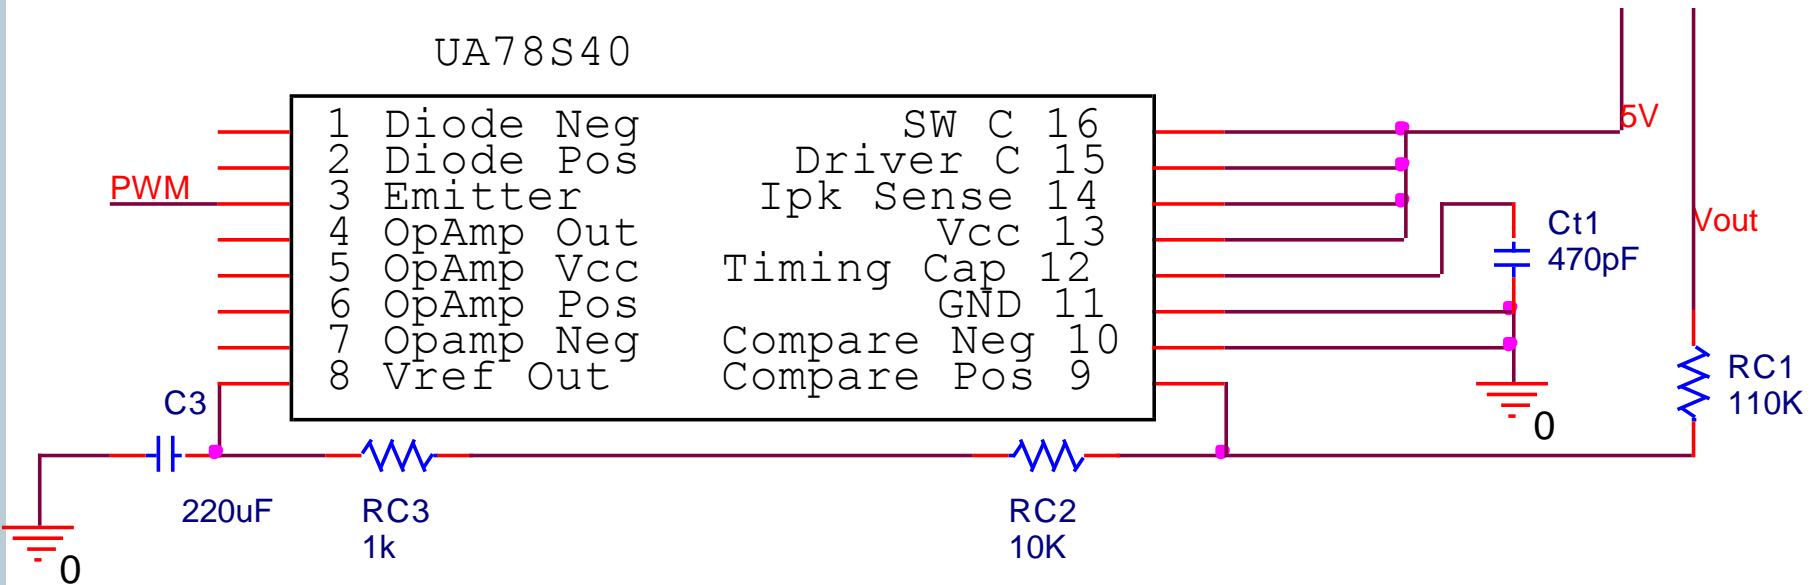 UA78S40
1 Diode Neg
2 Diode Pos
3 Emitter
4 OpAmp Out
5 OpAmp Vcc
6 OpAmp Pos
7 Opamp Neg
8 Vref Out
SW C 16
Driver C 15
Ipk Sense 14
Vcc 13
Timing Cap 12
GND 11
Compare Neg 10
Compare Pos 9
PWM
5V
Vout
Ct1
470pF
0
RC1
110K
C3
220uF
0
RC3
1k
RC2
10K